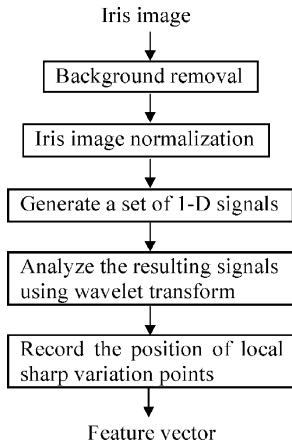 Iris image
Background removal
Iris image normalization
Generate a set of 1-D signals
Analyze the resulting signals
using wavelet transform
Record the position of local
sharp variation points
Feature vector